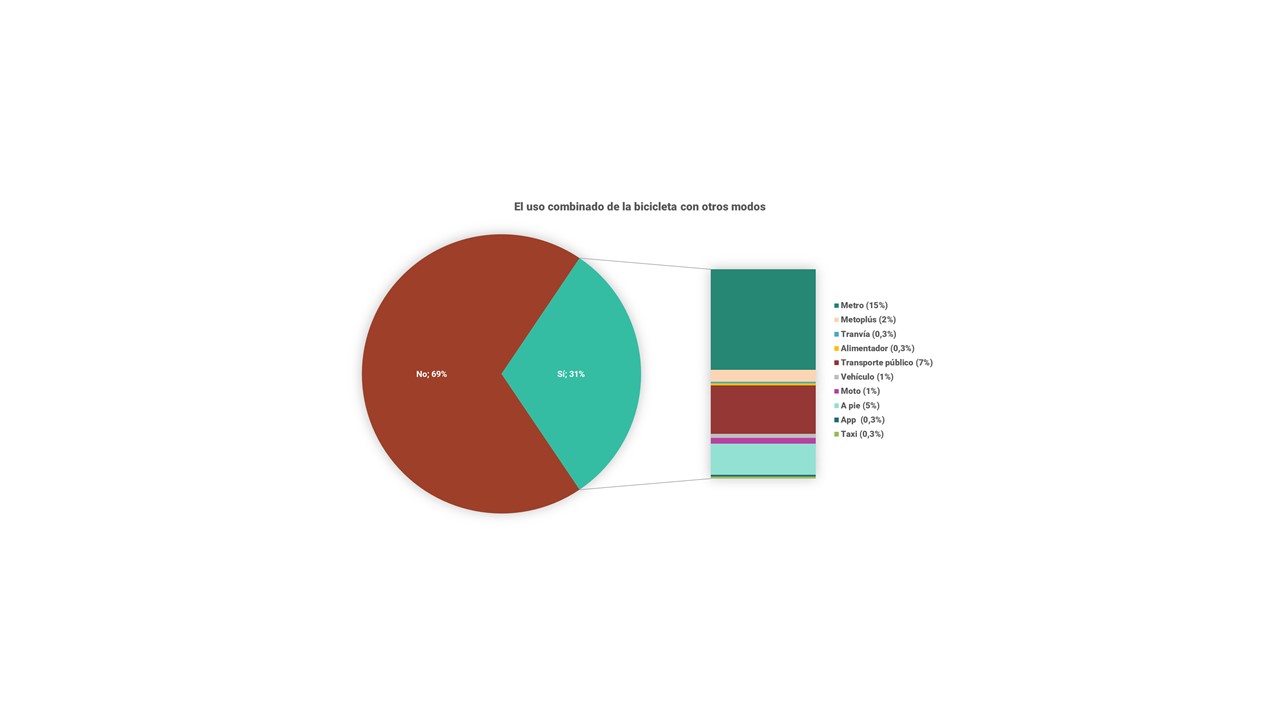 El uso combinado de la bicicleta con otros modos
No; 69%
Sí; 31%
Metro (15%)
Metoplús (2%)
Tranvía (0,3%)
Alimentador (0,3%)
Transporte público (7%)
Vehículo (1%)
Moto (1%)
A pie (5%)
App  (0,3%)
Taxi (0,3%)